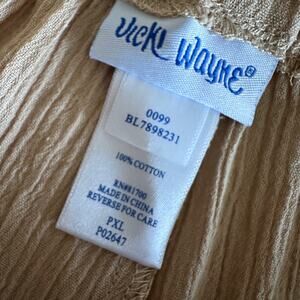 Vicki Wayne®
0099
BL7898231
100% COTTON
RN#81700
MADE IN CHINA
REVERSE FOR CARE
PXL
P02647